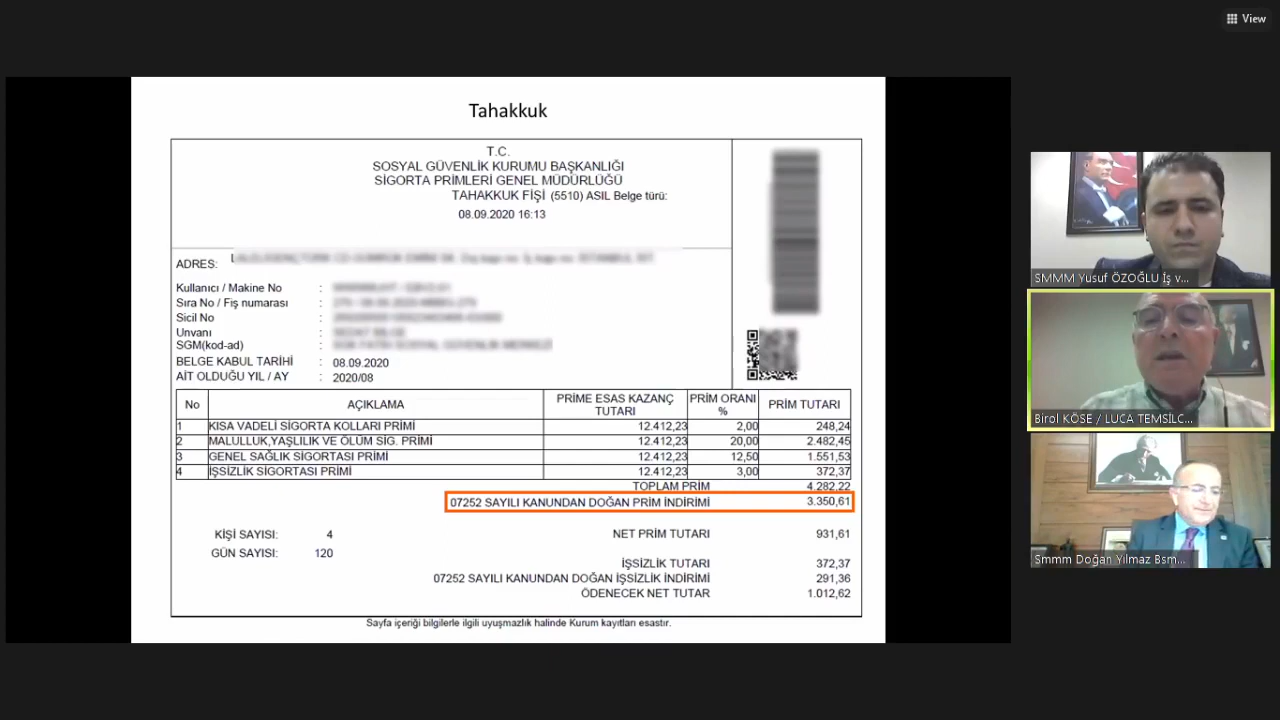 View
Tahakkuk
T.C.
SOSYAL GÜVENLİK KURUMU BAŞKANLIĞI
SİGORTA PRİMLERİ GENEL MÜDÜRLÜĞÜ
TAHAKKUK FİŞİ (5510) ASIL Belge türü:
08.09.2020 16:13
ADRES:
Kullanıcı / Makine No :
Sıra No / Fiş numarası :
Sicil No :
Unvanı :
SGM(kod-ad) :
BELGE KABUL TARİHİ : 08.09.2020
AİT OLDUĞU YIL / AY : 2020/08
No AÇIKLAMA PRİME ESAS KAZANÇ TUTARI PRİM ORANI % PRİM TUTARI
1 KISA VADELİ SİGORTA KOLLARI PRİMİ 12.412,23 2,00 248,24
2 MALULLUK,YAŞLILIK VE ÖLÜM SİG. PRİMİ 12.412,23 20,00 2.482,45
3 GENEL SAĞLIK SİGORTASI PRİMİ 12.412,23 12,50 1.551,53
4 İŞSİZLİK SİGORTASI PRİMİ 12.412,23 3,00 372,37
TOPLAM PRİM 4.282,22
07252 SAYILI KANUNDAN DOĞAN PRİM İNDİRİMİ 3.350,61
KİŞİ SAYISI: 4 NET PRİM TUTARI 931,61
GÜN SAYISI: 120
İŞSİZLİK TUTARI 372,37
07252 SAYILI KANUNDAN DOĞAN İŞSİZLİK İNDİRİMİ 291,36
ÖDENECEK NET TUTAR 1.012,62
Sayfa içeriği bilgilerle ilgili uyuşmazlık halinde Kurum kayıtları esastır.
SMMM Yusuf ÖZOĞLU İş v...
Birol KÖSE / LUCA TEMSİLC...
Smmm Doğan Yılmaz Bsm...